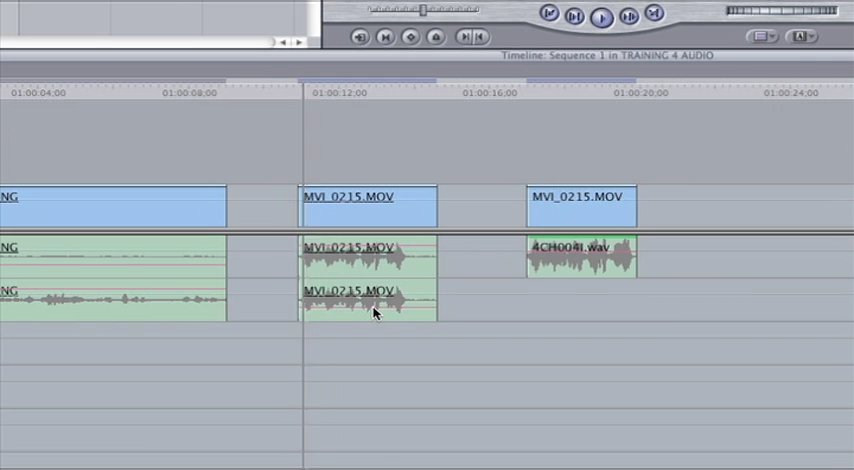 Timeline: Sequence 1 in TRAINING 4 AUDIO
01:00:04;00 01:00:08;00 01:00:12;00 01:00:16;00 01:00:20;00 01:00:24;00
NG MVI_0215.MOV MVI_0215.MOV
NG MVI_0215.MOV 4CH004I.wav
NG MVI_0215.MOV